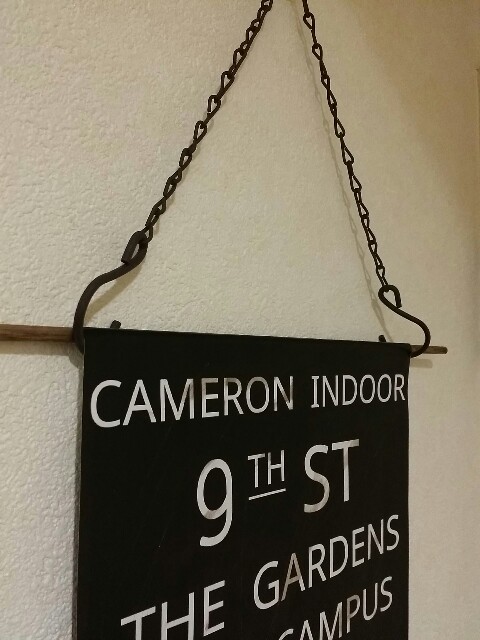 CAMERON INDOOR
9TH ST
THE GARDENS
CAMPUS